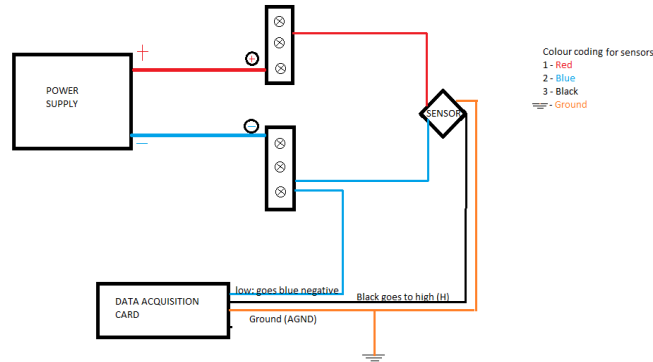 POWER
SUPPLY
+
−
+
−
SENSOR
Colour coding for sensors
1 - Red
2 - Blue
3 - Black
- Ground
DATA ACQUISITION
CARD
low: goes blue negative
Black goes to high (H)
Ground (AGND)